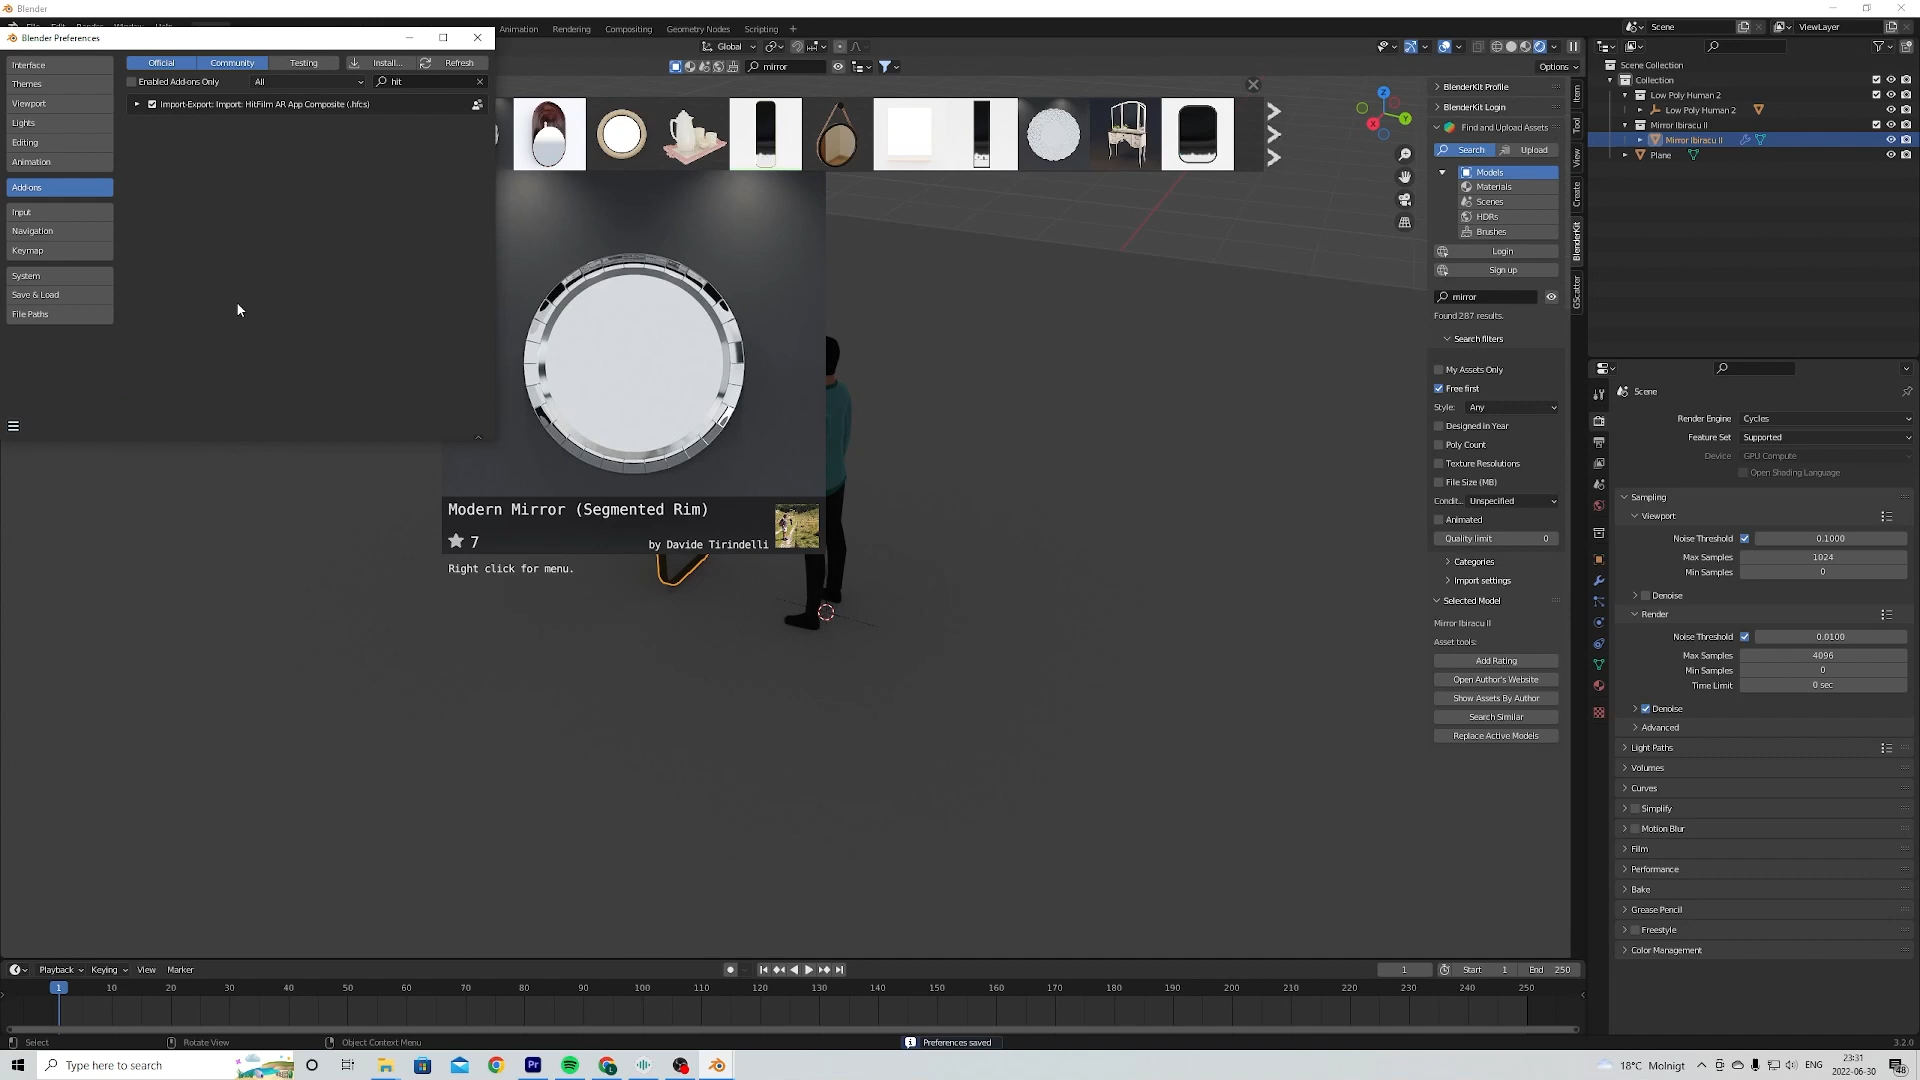 Blender
Blender Preferences
Animation Rendering Compositing Geometry Nodes Scripting +
Scene ViewLayer
Interface
Themes
Viewport
Lights
Editing
Animation
Add-ons
Input
Navigation
Keymap
System
Save & Load
File Paths
Official Community Testing Install... Refresh
Enabled Add-ons Only All hit
Import-Export: Import: HitFilm AR App Composite (.hfcs)
Global
mirror
Options
Modern Mirror (Segmented Rim)
7 by Davide Tirindelli
Right click for menu.
BlenderKit Profile
BlenderKit Login
Find and Upload Assets
Search Upload
Models
Materials
Scenes
HDRs
Brushes
Login
Sign up
mirror
Found 287 results.
Search filters
My Assets Only
Free first
Style: Any
Designed in Year
Poly Count
Texture Resolutions
File Size (MB)
Condit... Unspecified
Animated
Quality limit 0
Categories
Import settings
Selected Model
Mirror Ibiracu II
Asset tools:
Add Rating
Open Author's Website
Show Assets By Author
Search Similar
Replace Active Models
Item
Tool
View
Create
BlenderKit
GScatter
Scene Collection
Collection
Low Poly Human 2
Low Poly Human 2
Mirror Ibiracu II
Mirror Ibiracu II
Plane
Scene
Render Engine Cycles
Feature Set Supported
Device GPU Compute
Open Shading Language
Sampling
Viewport
Noise Threshold 0.1000
Max Samples 1024
Min Samples 0
Denoise
Render
Noise Threshold 0.0100
Max Samples 4096
Min Samples 0
Time Limit 0 sec
Denoise
Advanced
Light Paths
Volumes
Curves
Simplify
Motion Blur
Film
Performance
Bake
Grease Pencil
Freestyle
Color Management
Playback Keying View Marker
1 Start 1 End 250
1 10 20 30 40 50 60 70 80 90 100 110 120 130 140 150 160 170 180 190 200 210 220 230 240 250
Select Rotate View Object Context Menu Preferences saved 3.2.0
Type here to search
Pr
18°C Molnigt ENG 23:31
2022-06-30
48